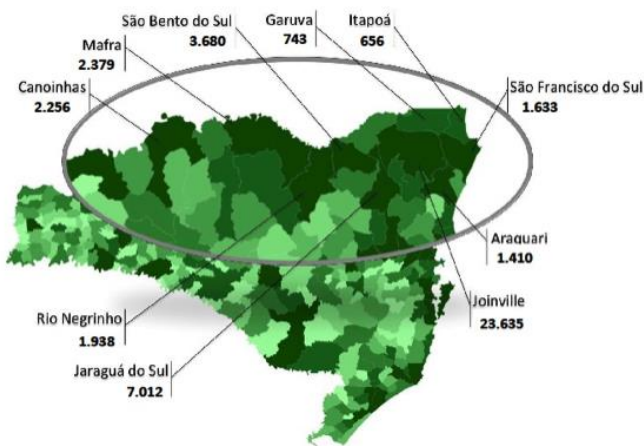 São Bento do Sul
3.680
Garuva
743
Itapoá
656
Mafra
2.379
Canoinhas
2.256
São Francisco do Sul
1.633
Araquari
1.410
Joinville
23.635
Rio Negrinho
1.938
Jaraguá do Sul
7.012